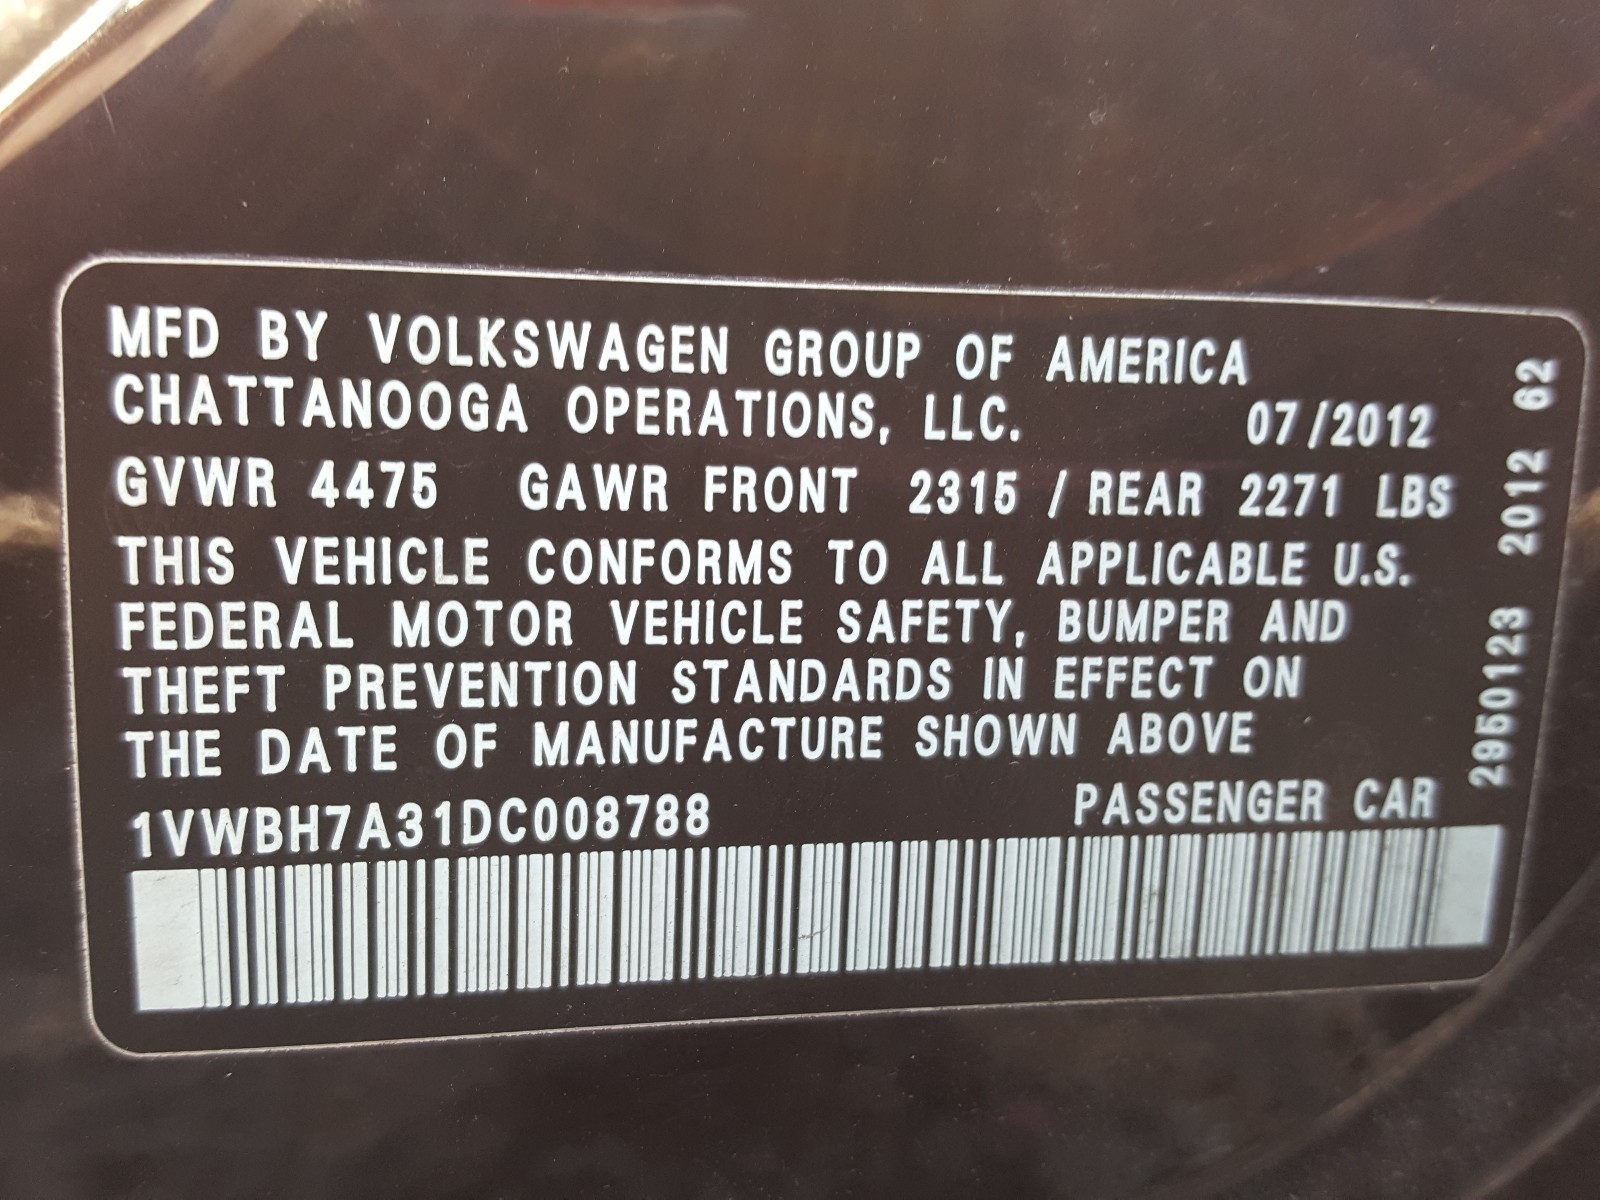 MFD BY VOLKSWAGEN GROUP OF AMERICA
CHATTANOOGA OPERATIONS, LLC. 07/2012
GVWR 4475 GAWR FRONT 2315 / REAR 2271 LBS
THIS VEHICLE CONFORMS TO ALL APPLICABLE U.S.
FEDERAL MOTOR VEHICLE SAFETY, BUMPER AND
THEFT PREVENTION STANDARDS IN EFFECT ON
THE DATE OF MANUFACTURE SHOWN ABOVE
1VWBH7A31DC008788 PASSENGER CAR
2950123 2012 62